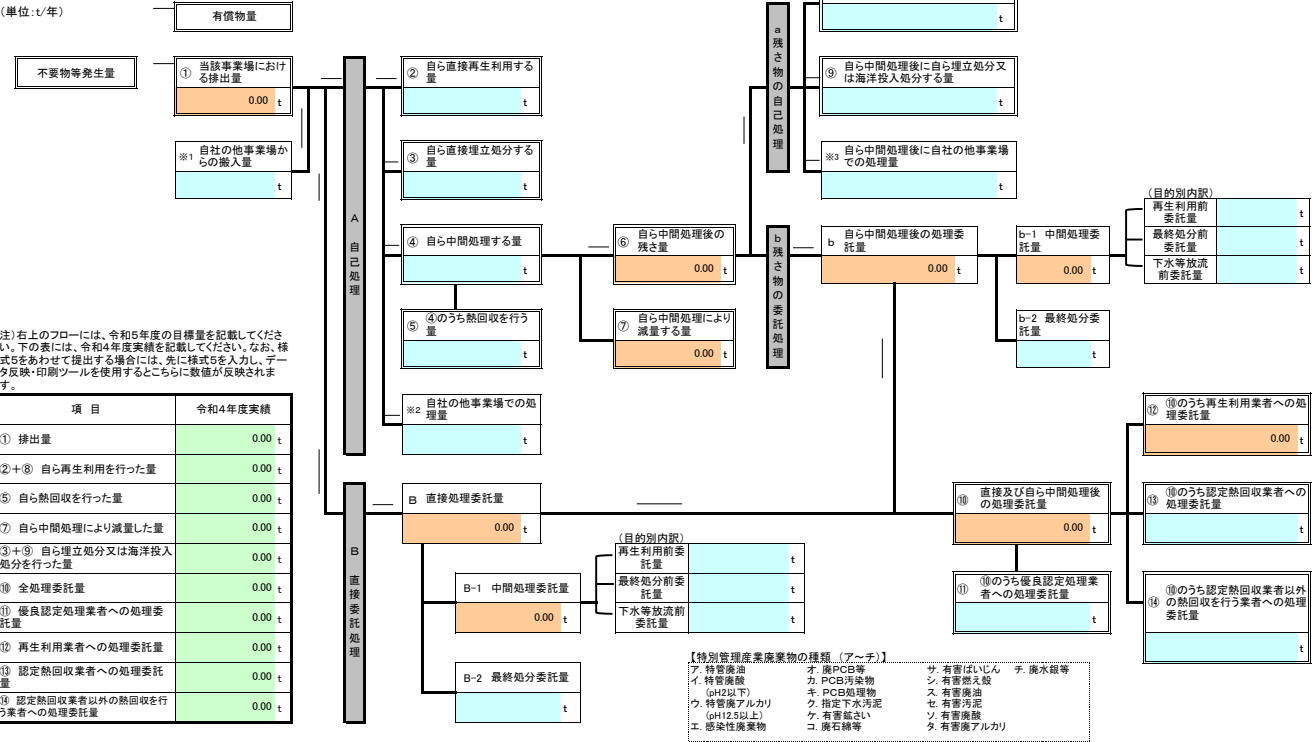 (単位:t/年)
有償物量
t
不要物等発生量
① 当該事業場におけ
る排出量
0.00 t
※1 自社の他事業場か
らの搬入量
t
A 自己処理
② 自ら直接再生利用する
量
t
③ 自ら直接埋立処分する
量
t
④ 自ら中間処理する量
t
⑤ ④のうち熱回収を行う
量
t
※2 自社の他事業場での処
理量
t
⑥ 自ら中間処理後の
残さ量
0.00 t
⑦ 自ら中間処理により
減量する量
0.00 t
a 残さ物の自己処理
⑨ 自ら中間処理後に自ら埋立処分又
は海洋投入処分する量
t
※3 自ら中間処理後に自社の他事業場
での処理量
t
b 残さ物の委託処理
b 自ら中間処理後の処理委
託量
0.00 t
b-1 中間処理委
託量
0.00 t
b-2 最終処分委
託量
t
(目的別内訳)
再生利用前
委託量
t
最終処分前
委託量
t
下水等放流
前委託量
t
注)右上のフローには、令和5年度の目標量を記載してくださ
い。下の表には、令和4年度実績を記載してください。なお、様
式5をあわせて提出する場合には、先に様式5を入力し、デー
タ反映・印刷ツールを使用するとこちらに数値が反映されま
す。
項 目 令和4年度実績
① 排出量 0.00 t
②+⑧ 自ら再生利用を行った量 0.00 t
⑤ 自ら熱回収を行った量 0.00 t
⑦ 自ら中間処理により減量した量 0.00 t
③+⑨ 自ら埋立処分又は海洋投入
処分を行った量 0.00 t
⑩ 全処理委託量 0.00 t
⑪ 優良認定処理業者への処理委
託量 0.00 t
⑫ 再生利用業者への処理委託量 0.00 t
⑬ 認定熱回収業者への処理委託
量 0.00 t
⑭ 認定熱回収業者以外の熱回収を行
う業者への処理委託量 0.00 t
B 直接委託処理
B 直接処理委託量
0.00 t
B-1 中間処理委託量
0.00 t
B-2 最終処分委託量
t
(目的別内訳)
再生利用前委
託量
t
最終処分前委
託量
t
下水等放流前
委託量
t
⑩ 直接及び自ら中間処理後
の処理委託量
0.00 t
⑪ ⑩のうち優良認定処理業
者への処理委託量
t
⑫ ⑩のうち再生利用業者への処
理委託量
0.00 t
⑬ ⑩のうち認定熱回収業者への
処理委託量
t
⑭ ⑩のうち認定熱回収業者以外
の熱回収を行う業者への処理
委託量
t
【特別管理産業廃棄物の種類 (ア~チ)】
ア. 特管廃油 オ. 廃PCB等 サ. 有害ばいじん チ. 廃水銀等
イ. 特管廃酸 カ. PCB汚染物 シ. 有害燃え殻
(pH2以下) キ. PCB処理物 ス. 有害廃油
ウ. 特管廃アルカリ ク. 指定下水汚泥 セ. 有害汚泥
(pH12.5以上) ケ. 有害鉱さい ソ. 有害廃酸
エ. 感染性廃棄物 コ. 廃石綿等 タ. 有害廃アルカリ